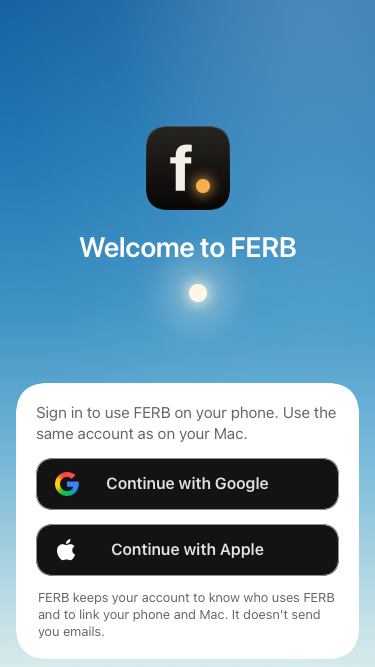 f.
Welcome to FERB
Sign in to use FERB on your phone. Use the
same account as on your Mac.
Continue with Google
Continue with Apple
FERB keeps your account to know who uses FERB
and to link your phone and Mac. It doesn't send
you emails.